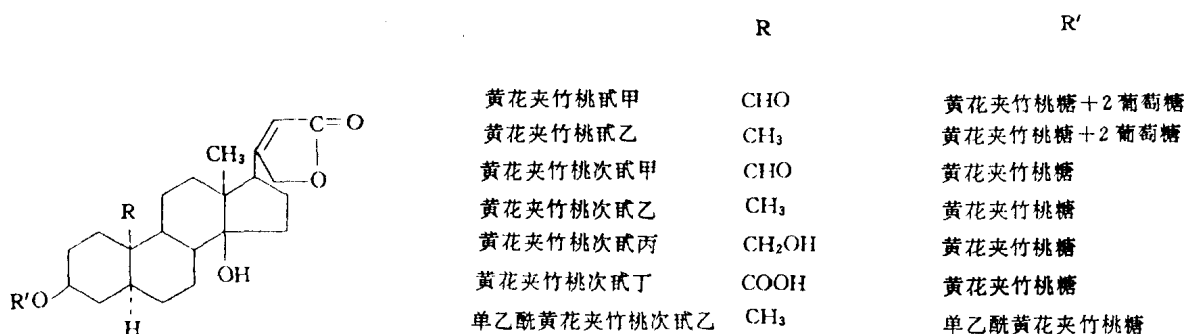 R R′
黄花夹竹桃甙甲 CHO 黄花夹竹桃糖+2葡萄糖
黄花夹竹桃甙乙 CH₃ 黄花夹竹桃糖+2葡萄糖
黄花夹竹桃次甙甲 CHO 黄花夹竹桃糖
黄花夹竹桃次甙乙 CH₃ 黄花夹竹桃糖
黄花夹竹桃次甙丙 CH₂OH 黄花夹竹桃糖
黄花夹竹桃次甙丁 COOH 黄花夹竹桃糖
单乙酰黄花夹竹桃次甙乙 CH₃ 单乙酰黄花夹竹桃糖
C=O
CH₃
O
R
OH
R′O
H